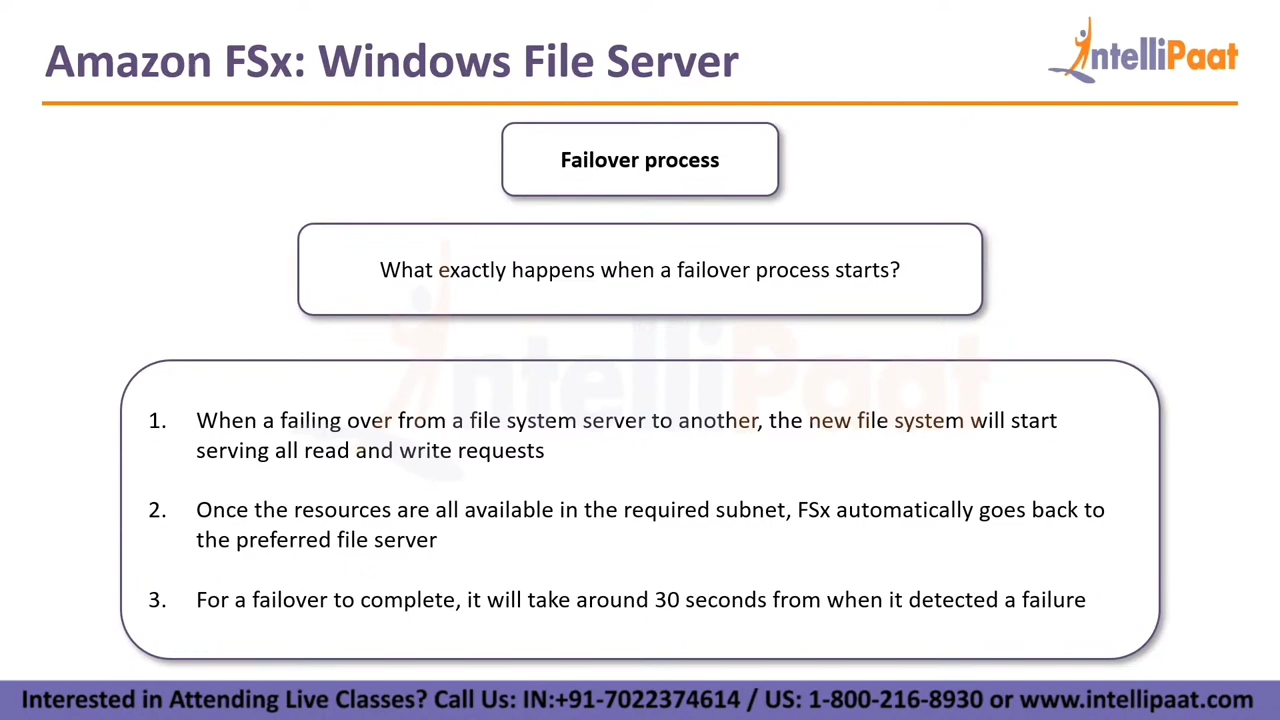 Amazon FSx: Windows File Server
IntelliPaat
Failover process
What exactly happens when a failover process starts?
IntelliPaat
1. When a failing over from a file system server to another, the new file system will start
serving all read and write requests
2. Once the resources are all available in the required subnet, FSx automatically goes back to
the preferred file server
3. For a failover to complete, it will take around 30 seconds from when it detected a failure
Interested in Attending Live Classes? Call Us: IN:+91-7022374614 / US: 1-800-216-8930 or www.intellipaat.com